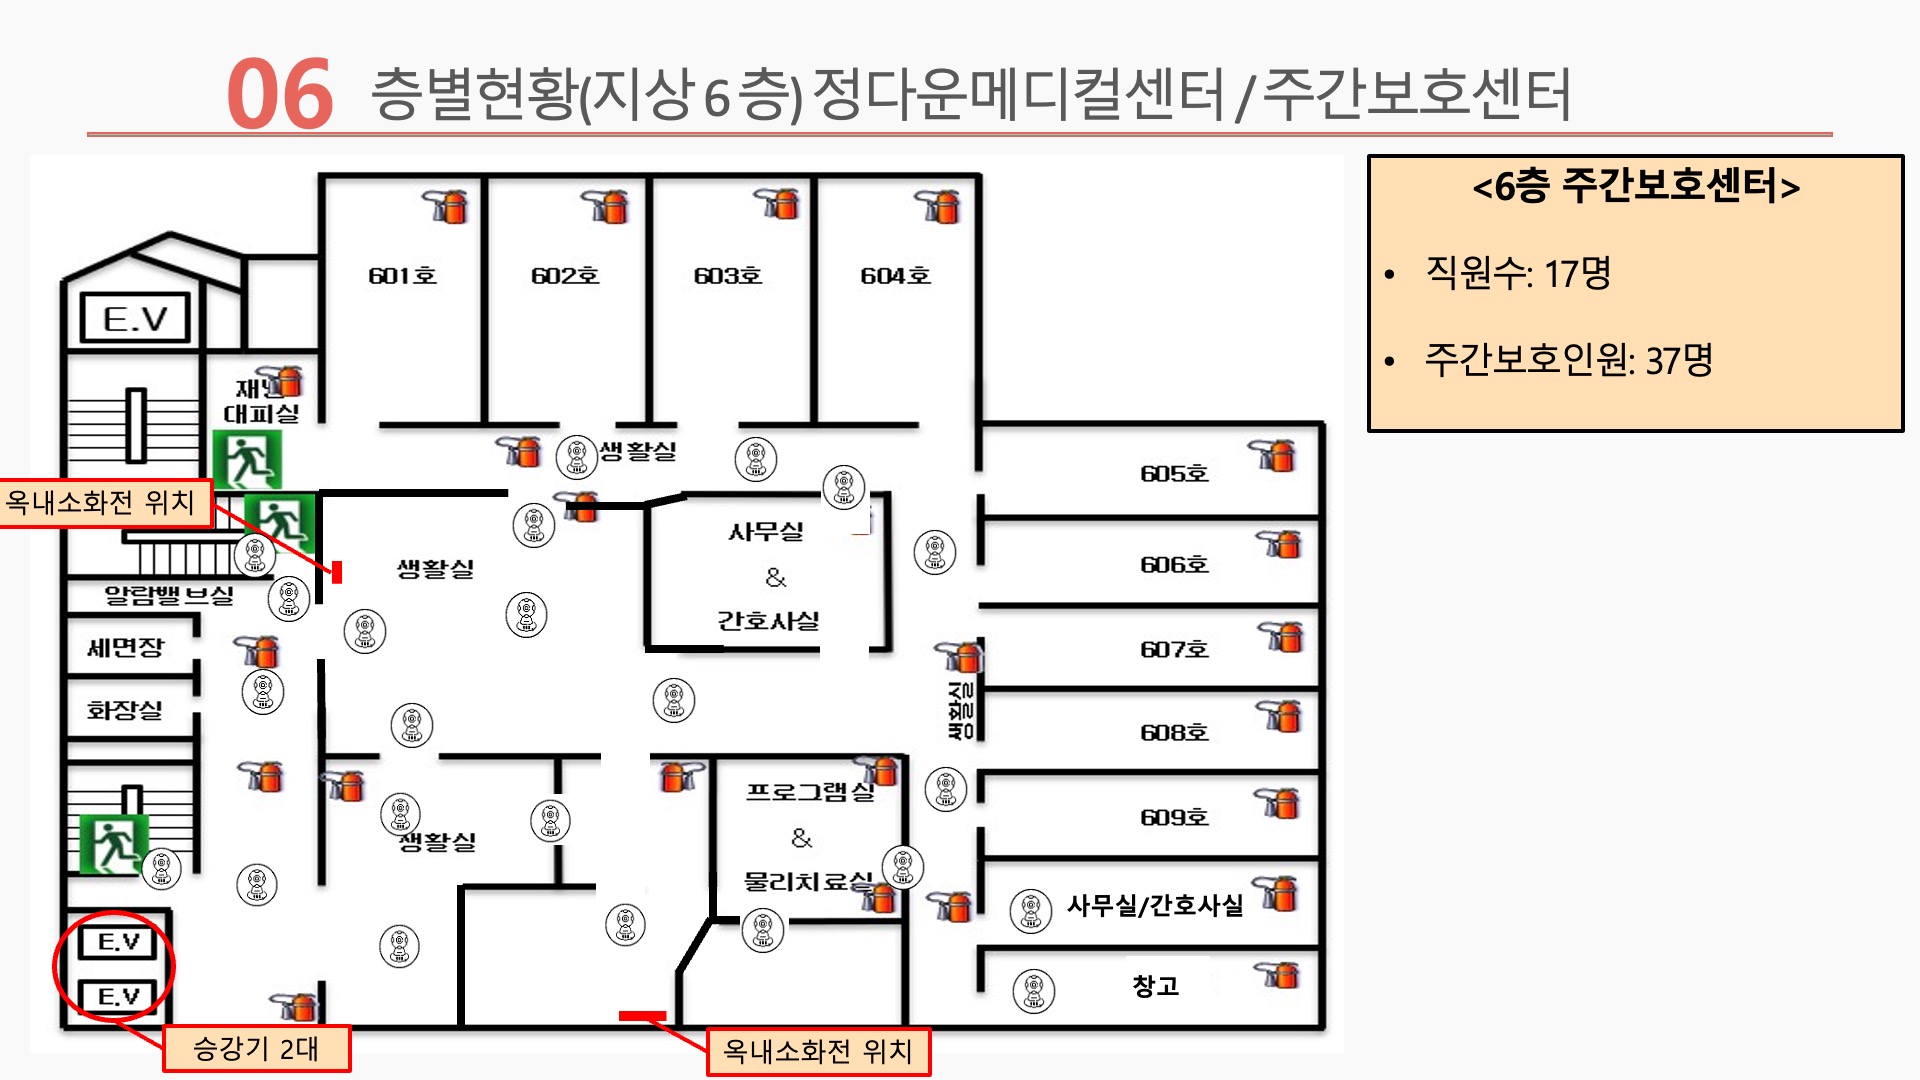 06 층별현황(지상 6 층) 정다운메디컬센터 / 주간보호센터
<6층 주간보호센터>
• 직원수: 17명
• 주간보호인원: 37명
601호
602호
603호
604호
E.V
대피실
생활실
605호
옥내소화전 위치
사무실
&
간호사실
생활실
606호
알람밸브실
세면장
607호
화장실
생활실
608호
프로그램실
&
물리치료실
609호
생활실
사무실/간호사실
E.V
E.V
창고
승강기 2대
옥내소화전 위치